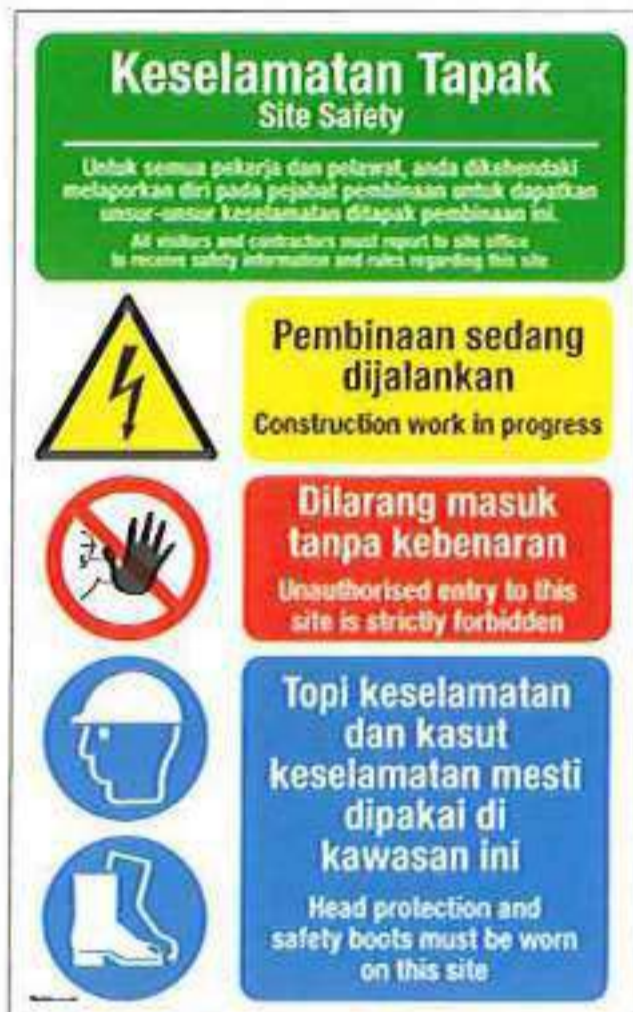 Keselamatan Tapak
Site Safety
Untuk semua pekerja dan pelawat, anda dikehendaki
melaporkan diri pada pejabat pembinaan untuk dapatkan
unsur-unsur keselamatan ditapak pembinaan ini.
All visitors and contractors must report to site office
to receive safety information and rules regarding this site
Pembinaan sedang
dijalankan
Construction work in progress
Dilarang masuk
tanpa kebenaran
Unauthorised entry to this
site is strictly forbidden
Topi keselamatan
dan kasut
keselamatan mesti
dipakai di
kawasan ini
Head protection and
safety boots must be worn
on this site